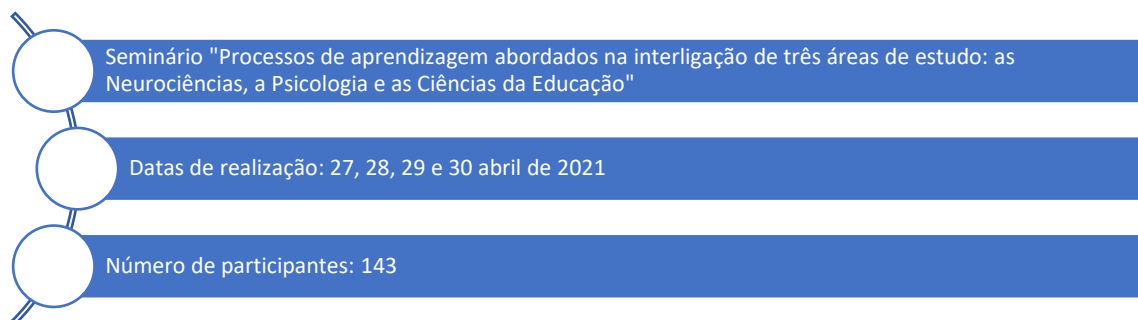 Seminário "Processos de aprendizagem abordados na interligação de três áreas de estudo: as
Neurociências, a Psicologia e as Ciências da Educação"
Datas de realização: 27, 28, 29 e 30 abril de 2021
Número de participantes: 143